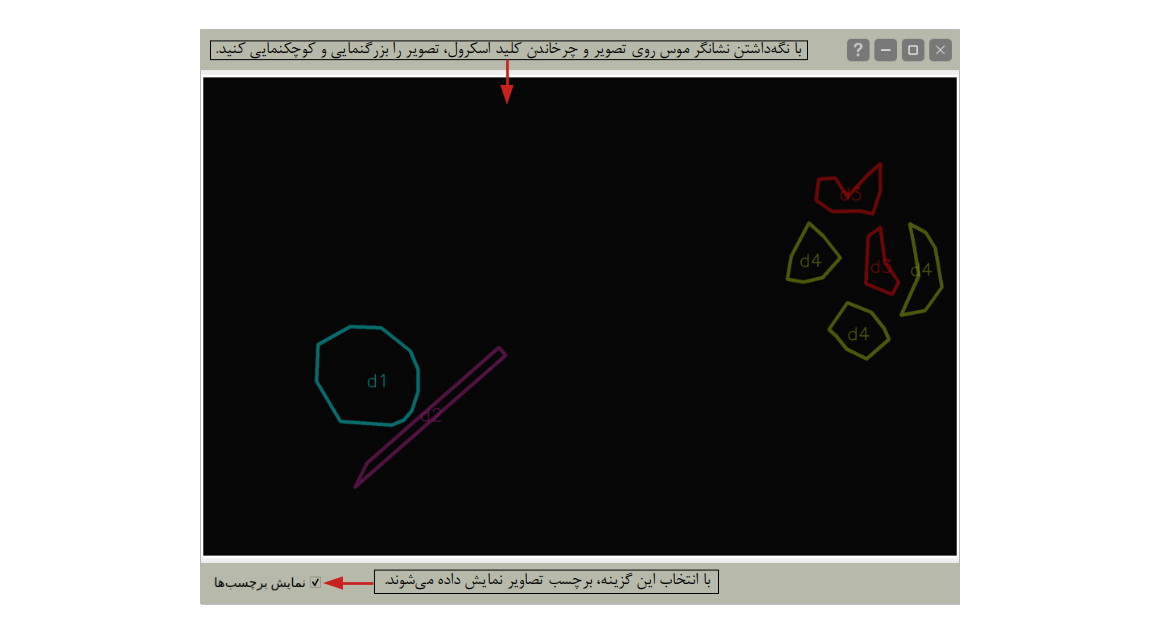 با نگه‌داشتن نشانگر موس روی تصویر و چرخاندن کلید اسکرول، تصویر را بزرگنمایی و کوچکنمایی کنید.
?
d3
d4
d3
d4
d4
d1
d2
با انتخاب این گزینه، برچسب تصاویر نمایش داده می‌شوند.
نمایش برچسب‌ها